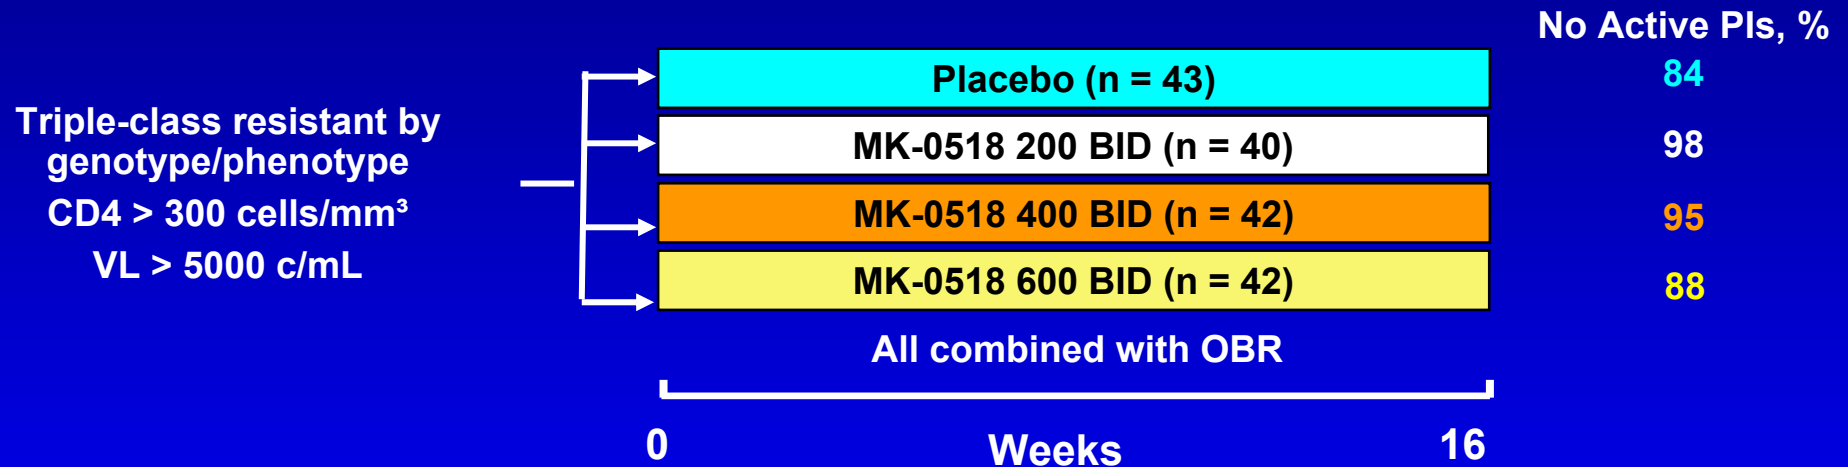 No Active PIs, %
Triple-class resistant by
genotype/phenotype
CD4 > 300 cells/mm³
VL > 5000 c/mL
Placebo (n = 43)
84
MK-0518 200 BID (n = 40)
98
MK-0518 400 BID (n = 42)
95
MK-0518 600 BID (n = 42)
88
All combined with OBR
0
Weeks
16